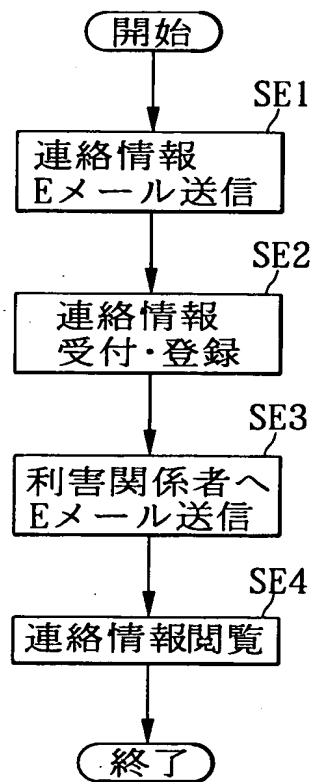 開始
SE1
連絡情報
Eメール送信
SE2
連絡情報
受付・登録
SE3
利害関係者へ
Eメール送信
SE4
連絡情報閲覧
終了